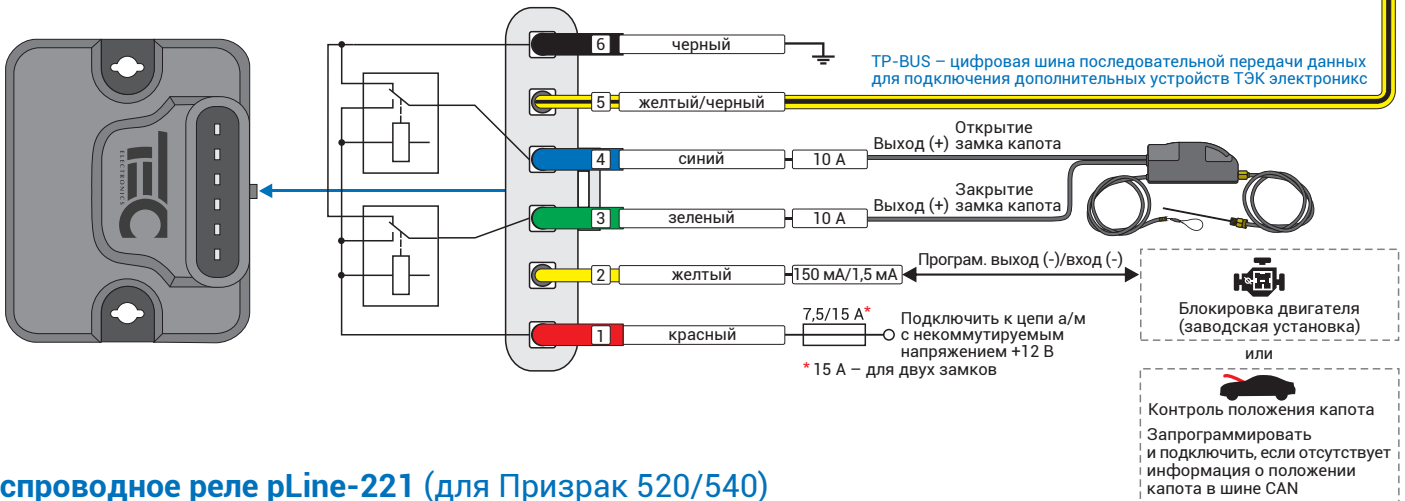 6 черный
TP-BUS – цифровая шина последовательной передачи данных
для подключения дополнительных устройств ТЭК электроникс
5 желтый/черный
Открытие
Выход (+) замка капота
4 синий 10 А
Закрытие
Выход (+) замка капота
3 зеленый 10 А
TEC
ELECTRONICS
Програм. выход (-)/вход (-)
2 желтый 150 мА/1,5 мА
Блокировка двигателя
(заводская установка)
7,5/15 А*
1 красный
Подключить к цепи а/м
с некоммутируемым
напряжением +12 В
* 15 А – для двух замков
или
Контроль положения капота
Запрограммировать
и подключить, если отсутствует
информация о положении
капота в шине CAN
спроводное реле pLine-221 (для Призрак 520/540)